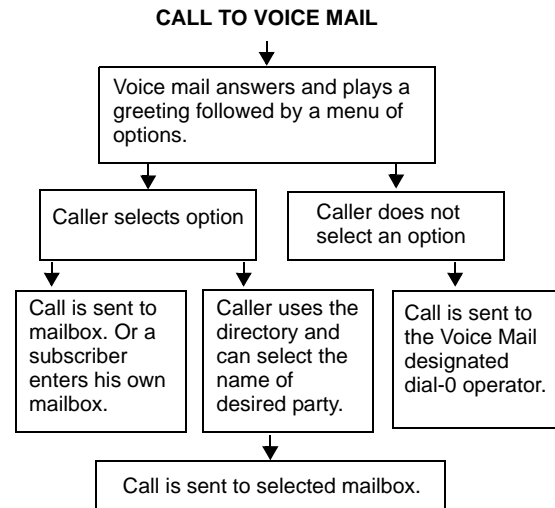 CALL TO VOICE MAIL
Voice mail answers and plays a
greeting followed by a menu of
options.
Caller selects option
Caller does not
select an option
Call is sent to
mailbox. Or a
subscriber
enters his own
mailbox.
Caller uses the
directory and
can select the
name of
desired party.
Call is sent to
the Voice Mail
designated
dial-0 operator.
Call is sent to selected mailbox.